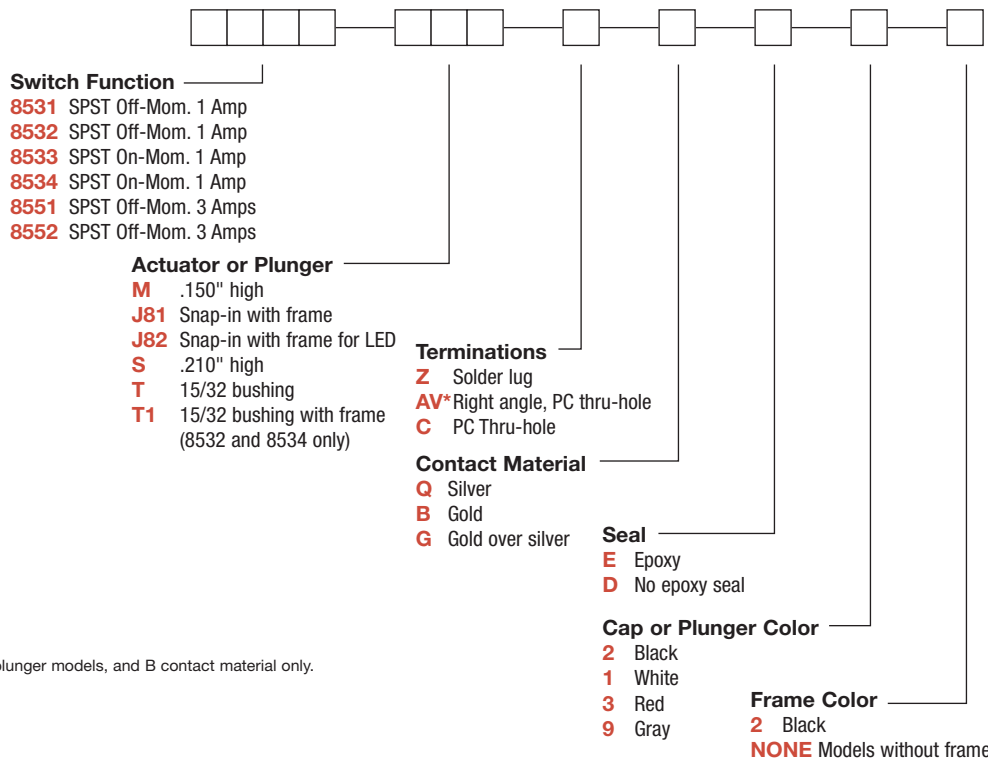 Switch Function
8531 SPST Off-Mom. 1 Amp
8532 SPST Off-Mom. 1 Amp
8533 SPST On-Mom. 1 Amp
8534 SPST On-Mom. 1 Amp
8551 SPST Off-Mom. 3 Amps
8552 SPST Off-Mom. 3 Amps
Actuator or Plunger
M .150" high
J81 Snap-in with frame
J82 Snap-in with frame for LED
S .210" high
T 15/32 bushing
T1 15/32 bushing with frame
(8532 and 8534 only)
Terminations
Z Solder lug
AV* Right angle, PC thru-hole
C PC Thru-hole
Contact Material
Q Silver
B Gold
G Gold over silver
Seal
E Epoxy
D No epoxy seal
Cap or Plunger Color
2 Black
1 White
3 Red
9 Gray
Frame Color
2 Black
NONE Models without frame
plunger models, and B contact material only.